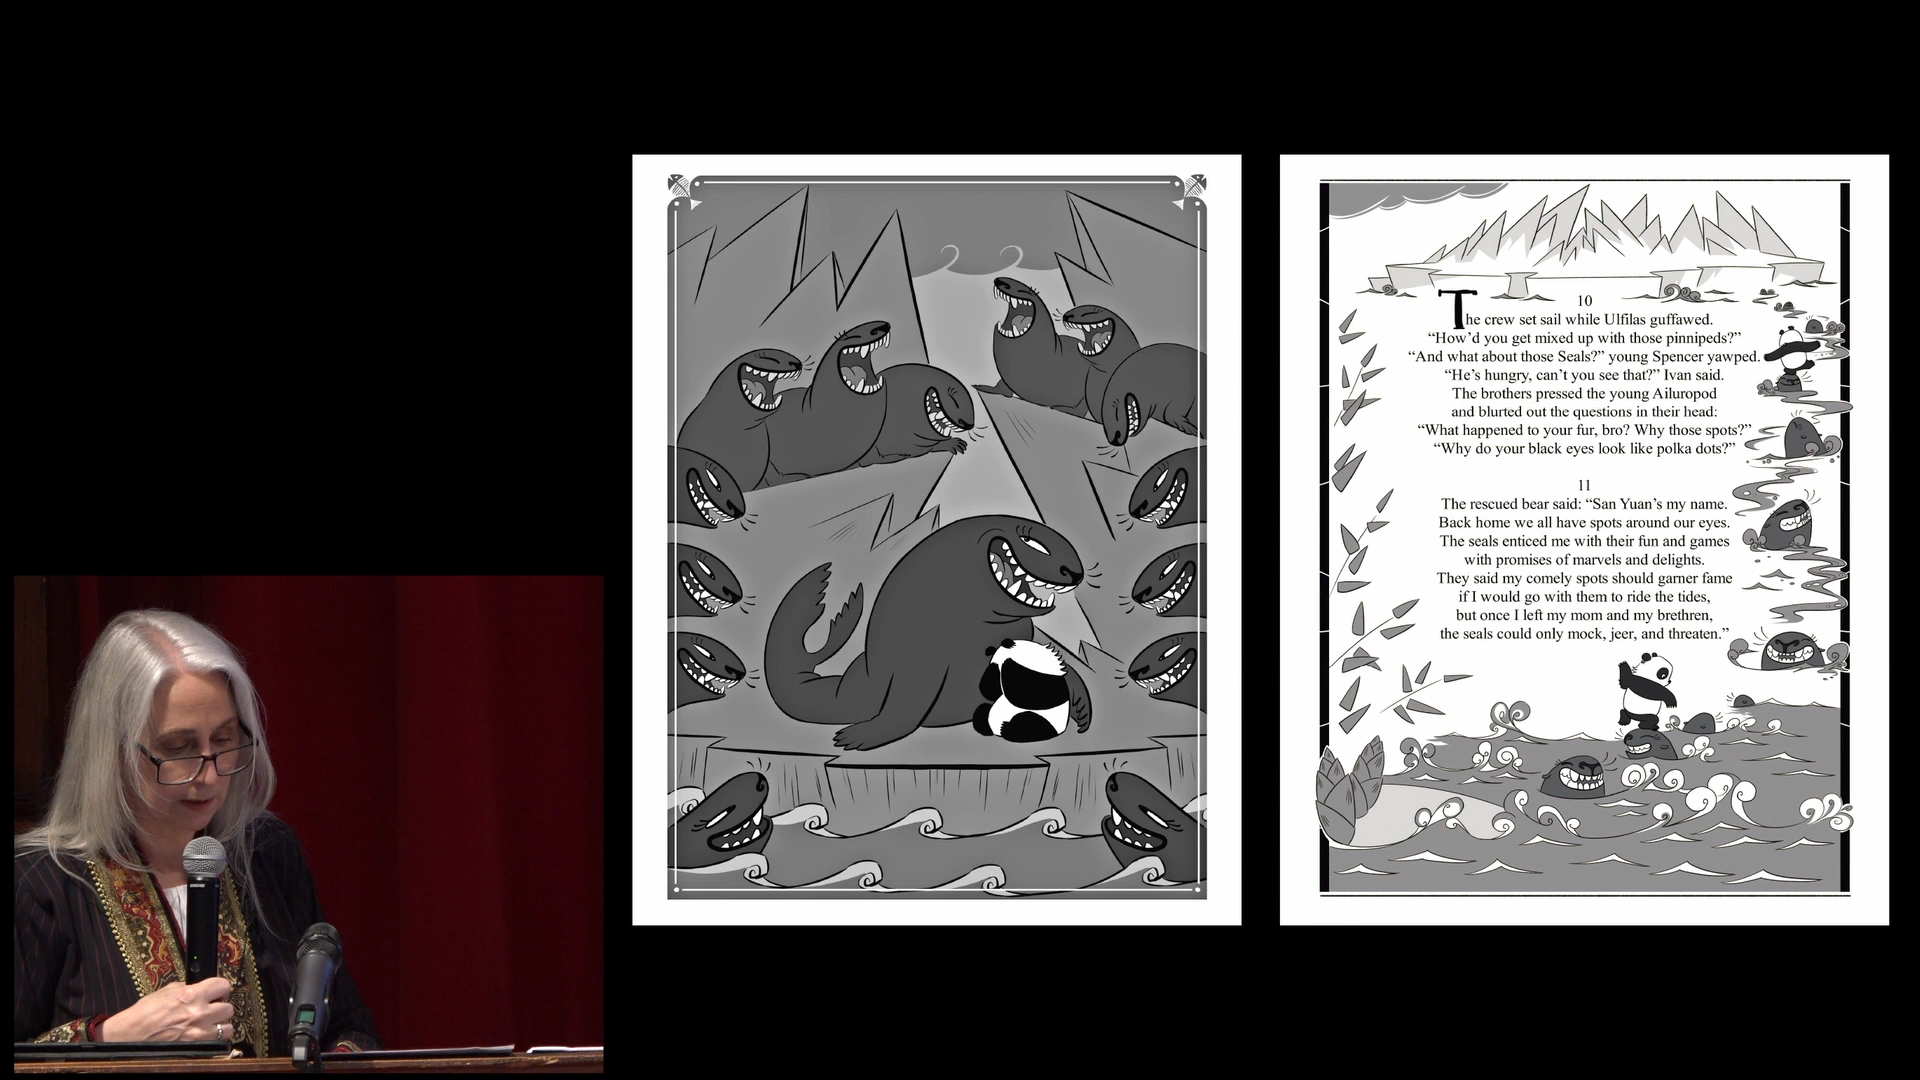 10
The crew set sail while Ulfilas guffawed.
“How’d you get mixed up with those pinnipeds?”
“And what about those Seals?” young Spencer yawped.
“He’s hungry, can’t you see that?” Ivan said.
The brothers pressed the young Ailuropod
and blurted out the questions in their head:
“What happened to your fur, bro? Why those spots?”
“Why do your black eyes look like polka dots?”
11
The rescued bear said: “San Yuan’s my name.
Back home we all have spots around our eyes.
The seals enticed me with their fun and games
with promises of marvels and delights.
They said my comely spots should garner fame
if I would go with them to ride the tides,
but once I left my mom and my brethren,
the seals could only mock, jeer, and threaten.”